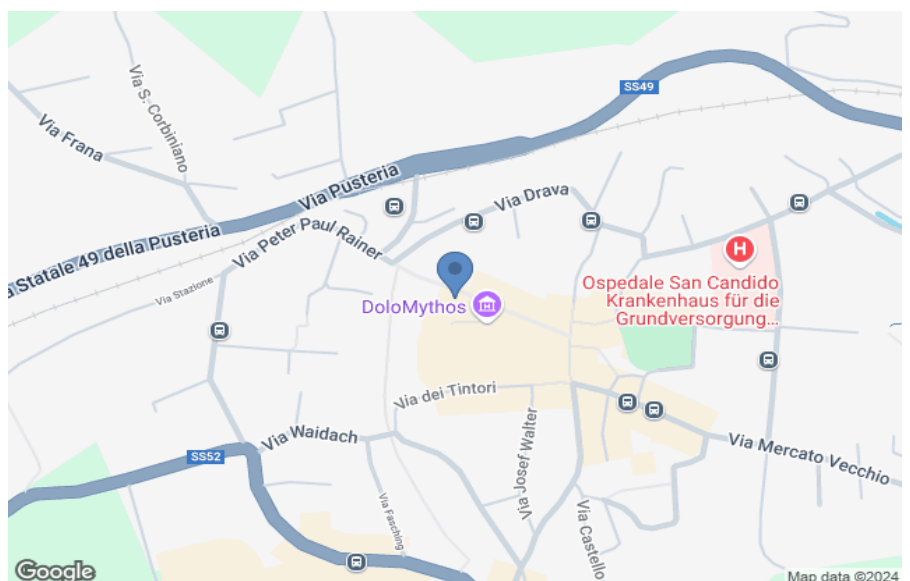 SS49
Via S. Corbiniano
Via Frana
Via Pusteria
Via Drava
Statale 49 della Pusteria
Via Peter Paul Rainer
Via Stazione
H
Ospedale San Candido
Krankenhaus für die
Grundversorgung...
DoloMythos
Via dei Tintori
Via Josef Walter
Via Waidach
Via Mercato Vecchio
SS52
Via Fasching
Via Castello
Google
Map data ©2024